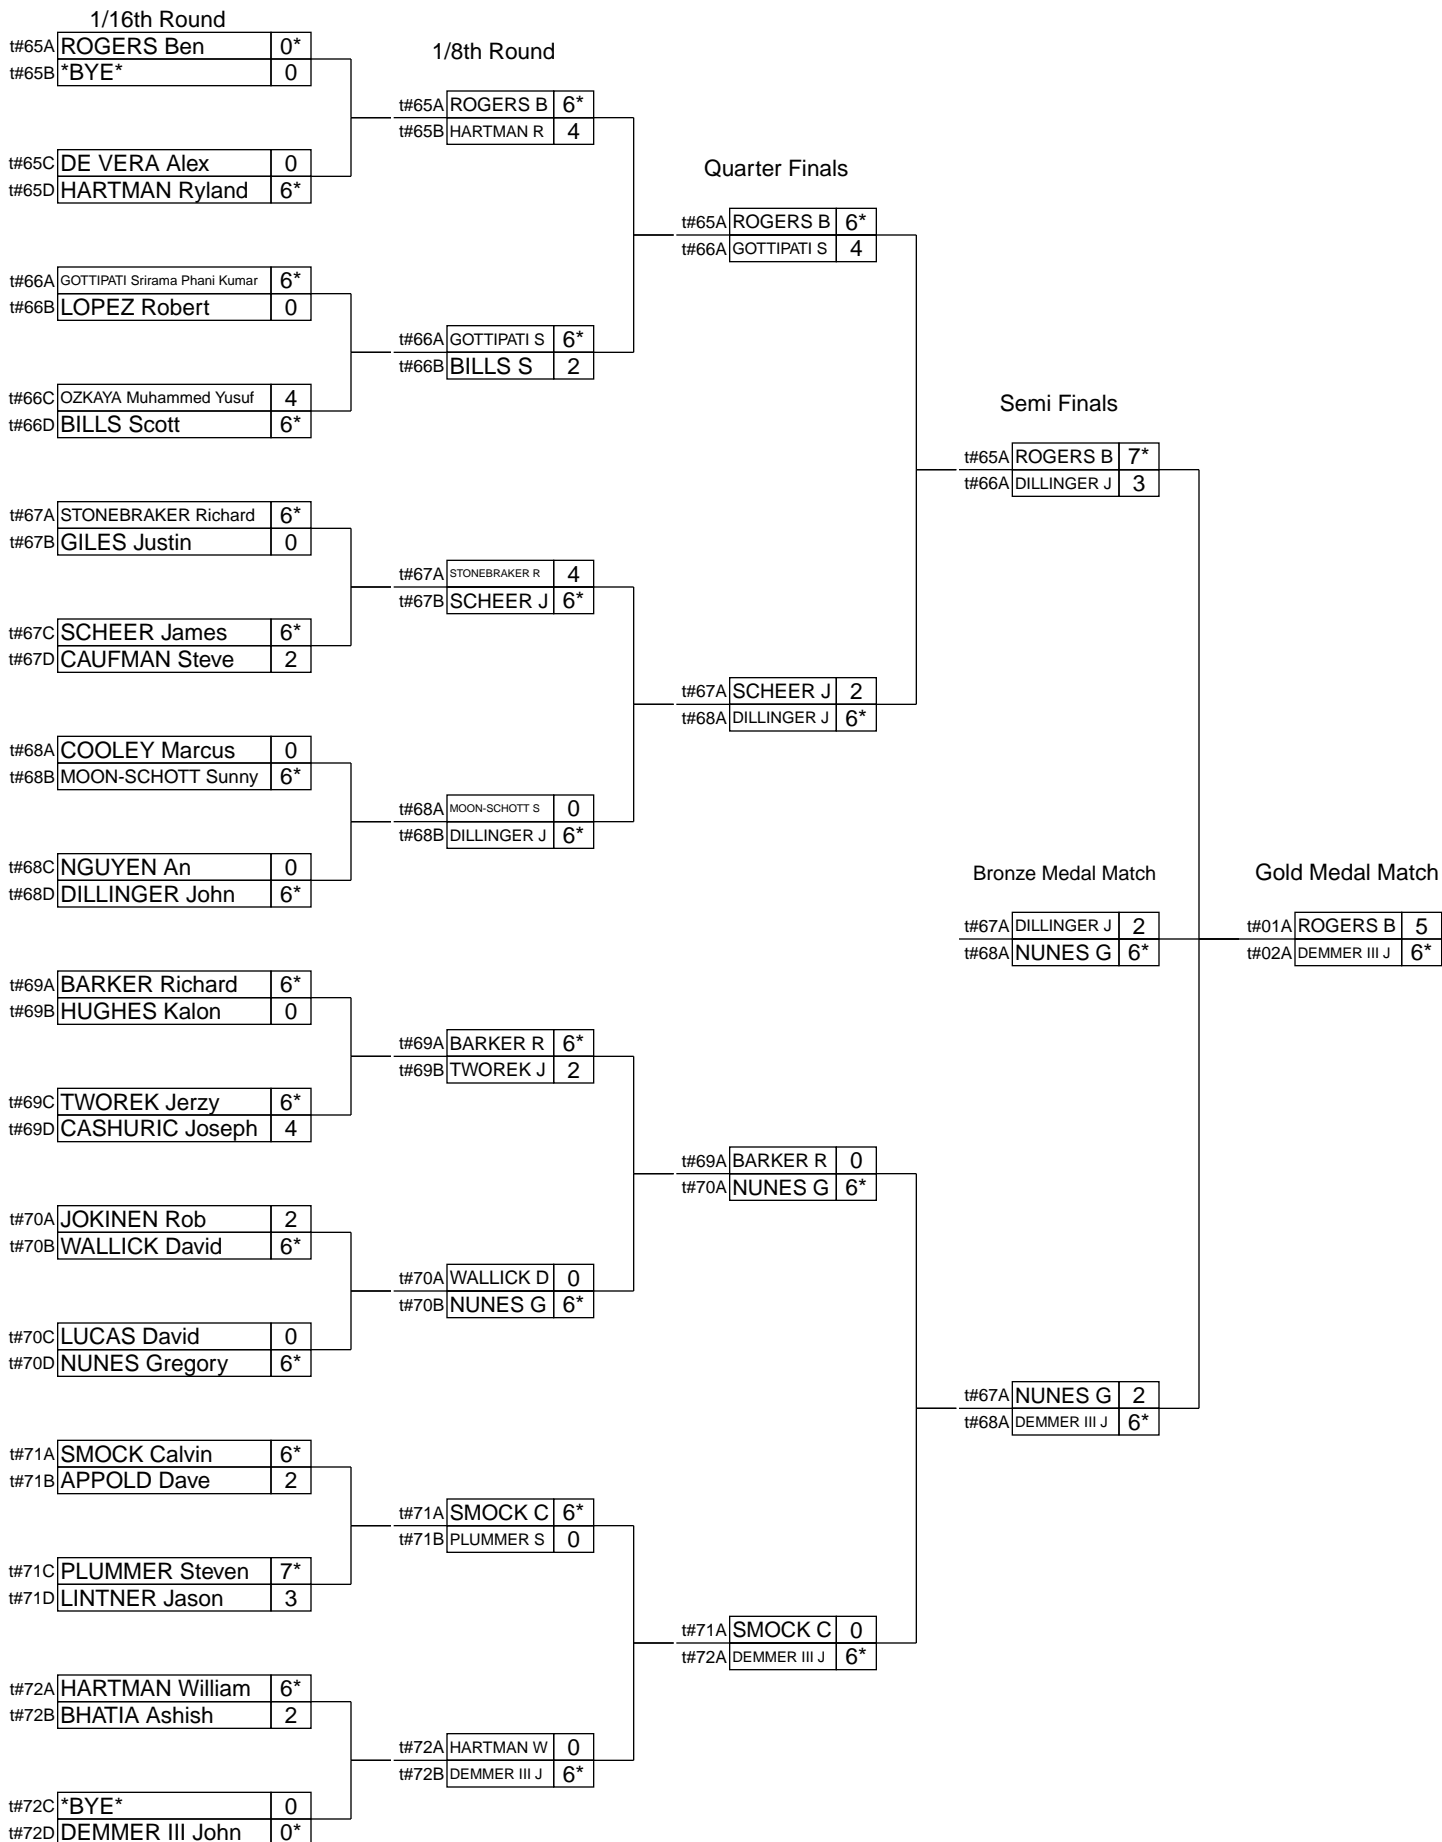 1/16th Round
t#65A ROGERS Ben 0*
t#65B *BYE* 0
t#65C DE VERA Alex 0
t#65D HARTMAN Ryland 6*
t#66A GOTTIPATI Srirama Phani Kumar 6*
t#66B LOPEZ Robert 0
t#66C OZKAYA Muhammed Yusuf 4
t#66D BILLS Scott 6*
t#67A STONEBRAKER Richard 6*
t#67B GILES Justin 0
t#67C SCHEER James 6*
t#67D CAUFMAN Steve 2
t#68A COOLEY Marcus 0
t#68B MOON-SCHOTT Sunny 6*
t#68C NGUYEN An 0
t#68D DILLINGER John 6*
t#69A BARKER Richard 6*
t#69B HUGHES Kalon 0
t#69C TWOREK Jerzy 6*
t#69D CASHURIC Joseph 4
t#70A JOKINEN Rob 2
t#70B WALLICK David 6*
t#70C LUCAS David 0
t#70D NUNES Gregory 6*
t#71A SMOCK Calvin 6*
t#71B APPOLD Dave 2
t#71C PLUMMER Steven 7*
t#71D LINTNER Jason 3
t#72A HARTMAN William 6*
t#72B BHATIA Ashish 2
t#72C *BYE* 0
t#72D DEMMER III John 0*
1/8th Round
t#65A ROGERS B 6*
t#65B HARTMAN R 4
t#66A GOTTIPATI S 6*
t#66B BILLS S 2
t#67A STONEBRAKER R 4
t#67B SCHEER J 6*
t#68A MOON-SCHOTT S 0
t#68B DILLINGER J 6*
t#69A BARKER R 6*
t#69B TWOREK J 2
t#70A WALLICK D 0
t#70B NUNES G 6*
t#71A SMOCK C 6*
t#71B PLUMMER S 0
t#72A HARTMAN W 0
t#72B DEMMER III J 6*
Quarter Finals
t#65A ROGERS B 6*
t#66A GOTTIPATI S 4
t#67A SCHEER J 2
t#68A DILLINGER J 6*
t#69A BARKER R 0
t#70A NUNES G 6*
t#71A SMOCK C 0
t#72A DEMMER III J 6*
Semi Finals
t#65A ROGERS B 7*
t#66A DILLINGER J 3
t#67A NUNES G 2
t#68A DEMMER III J 6*
Bronze Medal Match
t#67A DILLINGER J 2
t#68A NUNES G 6*
Gold Medal Match
t#01A ROGERS B 5
t#02A DEMMER III J 6*